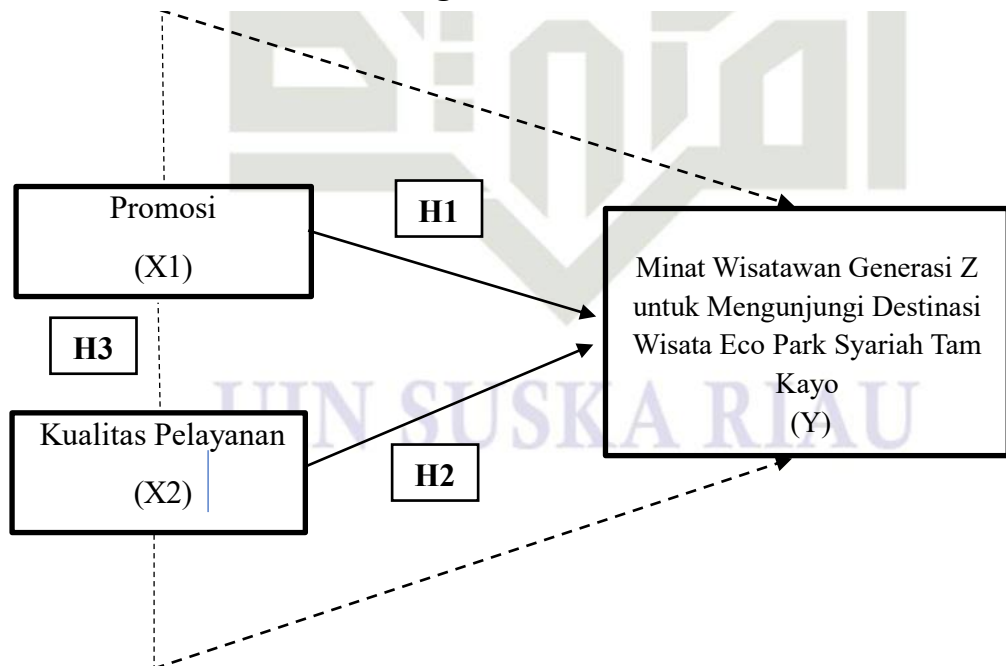 Promosi
(X1)
H1
Minat Wisatawan Generasi Z
untuk Mengunjungi Destinasi
Wisata Eco Park Syariah Tam
Kayo
(Y)
H3
Kualitas Pelayanan
(X2)
H2
UIN SUSKA RIAU